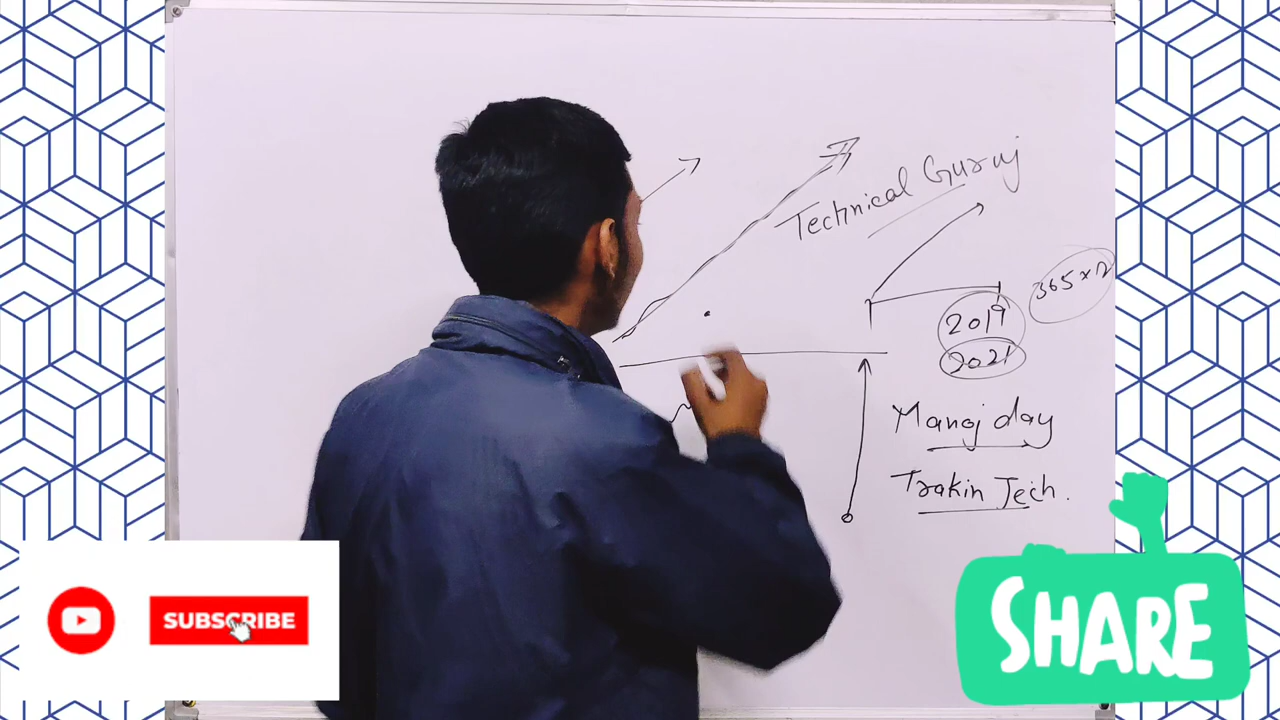 Technical Guruj
365 x 12
2019
2021
Manoj day
Trakin Tech.
SUBSCRIBE
SHARE